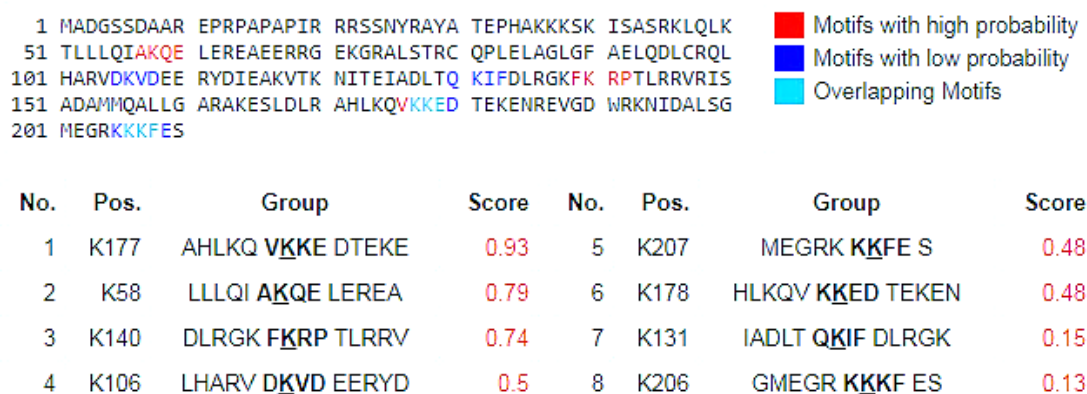 1 MADGSSDAAR EPRPAPAPIR RRSSNYRAYA TEPHAKKKSK ISASRKLQLK
51 TLLLQIAKQE LEREAEERRG EKGRALSTRC QPLELAGLGF AELQDLCRQL
101 HARVDKVDEE RYDIEAKVTK NITEIADLTQ KIFDLRGKFK RPTLRRVRIS
151 ADAMMQALLG ARAKESLDLR AHLKQVKKED TEKENREVGD WRKNIDALSG
201 MEGRKKKFES
Motifs with high probability
Motifs with low probability
Overlapping Motifs
No. Pos. Group Score No. Pos. Group Score
1 K177 AHLKQ VKKE DTEKE 0.93 5 K207 MEGRK KKFE S 0.48
2 K58 LLLQI AKQE LEREA 0.79 6 K178 HLKQV KKED TEKEN 0.48
3 K140 DLRGK FKRP TLRRV 0.74 7 K131 IADLT QKIF DLRGK 0.15
4 K106 LHARV DKVD EERYD 0.5 8 K206 GMEGR KKKF ES 0.13